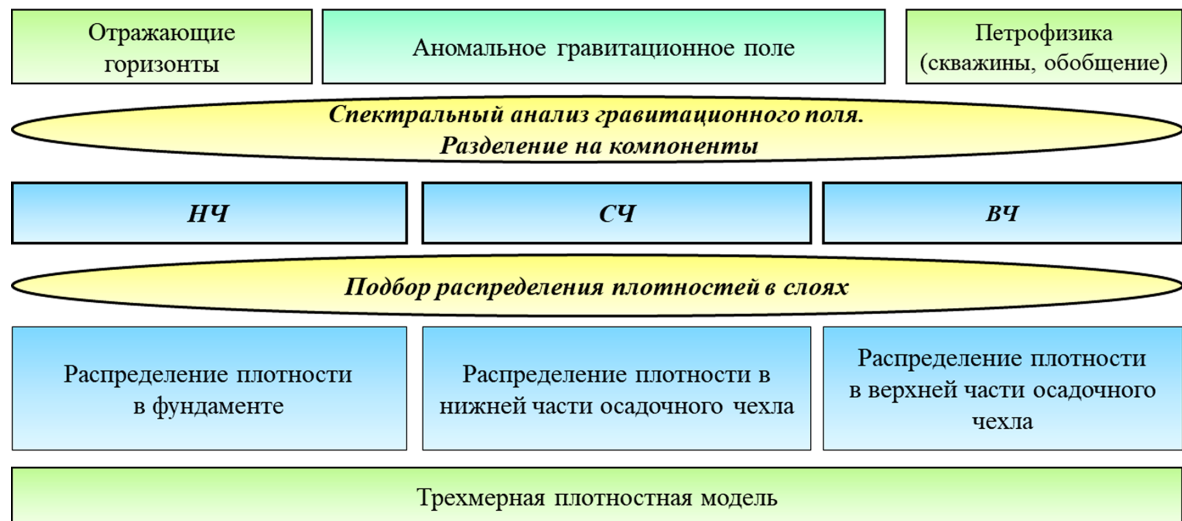 Отражающие
горизонты
Аномальное гравитационное поле
Петрофизика
(скважины, обобщение)
Спектральный анализ гравитационного поля.
Разделение на компоненты
НЧ
СЧ
ВЧ
Подбор распределения плотностей в слоях
Распределение плотности
в фундаменте
Распределение плотности в
нижней части осадочного чехла
Распределение плотности
в верхней части осадочного
чехла
Трехмерная плотностная модель